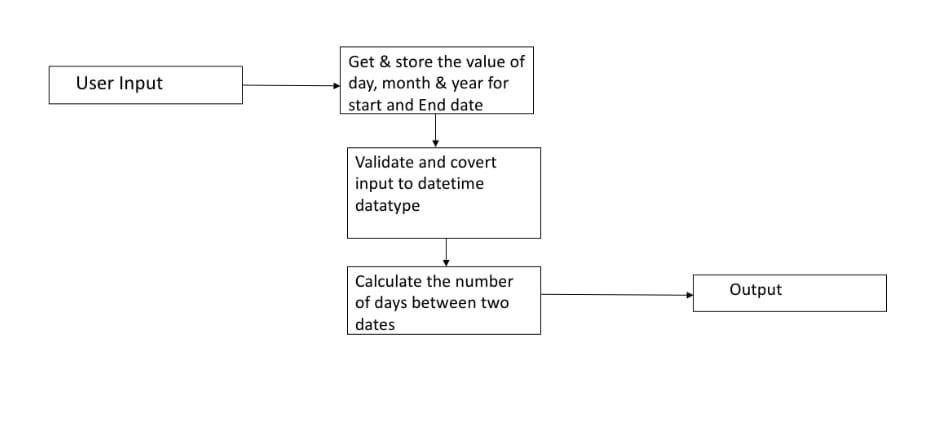 User Input
Get & store the value of
day, month & year for
start and End date
Validate and covert
input to datetime
datatype
Calculate the number
of days between two
dates
Output